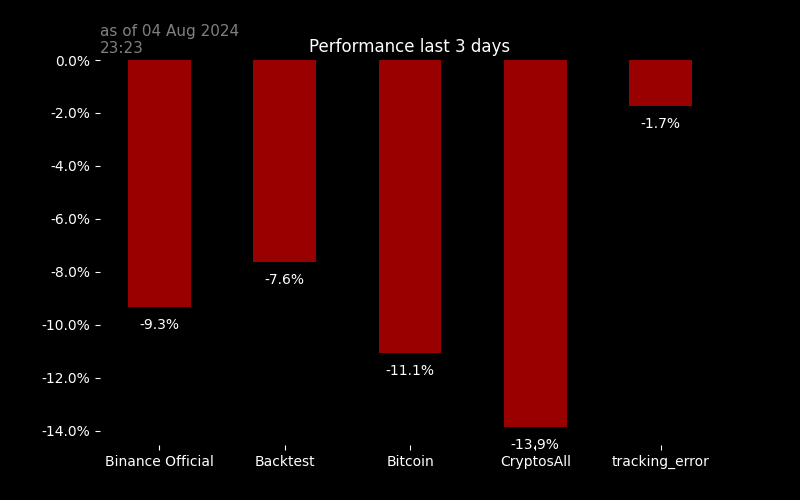 as of 04 Aug 2024
23:23
Performance last 3 days
0.0%
-2.0%
-4.0%
-6.0%
-8.0%
-10.0%
-12.0%
-14.0%
-9.3%
-7.6%
-11.1%
-13.9%
-1.7%
Binance Official
Backtest
Bitcoin
CryptosAll
tracking_error